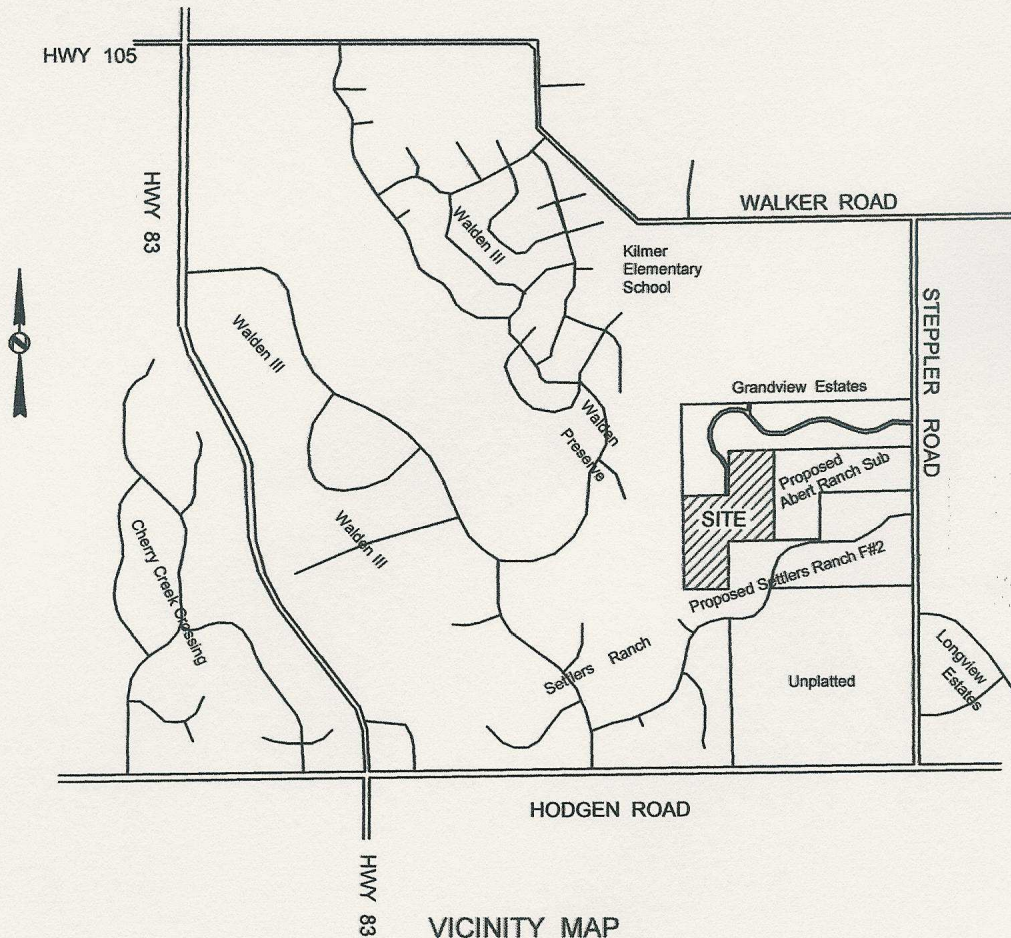 HWY 105
HWY 83
WALKER ROAD
Walden III
Kilmer
Elementary
School
STEPPLER ROAD
Walden III
N
Grandview Estates
Walden
Preserve
Proposed
Abert Ranch Sub
SITE
Walden III
Cherry Creek Crossing
Proposed Settlers Ranch F#2
Settlers Ranch
Unplatted
Longview
Estates
HODGEN ROAD
HWY 83
VICINITY MAP